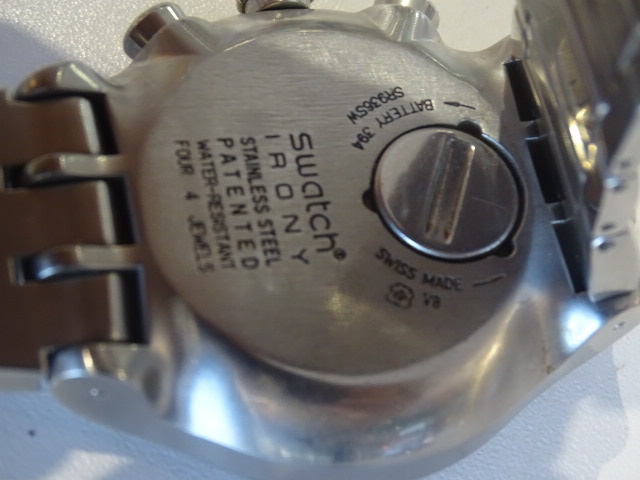 swatch®
IRONY
STAINLESS STEEL
PATENTED
WATER-RESISTANT
FOUR 4 JEWELS
BATTERY 394
SR936SW
SWISS MADE
V8